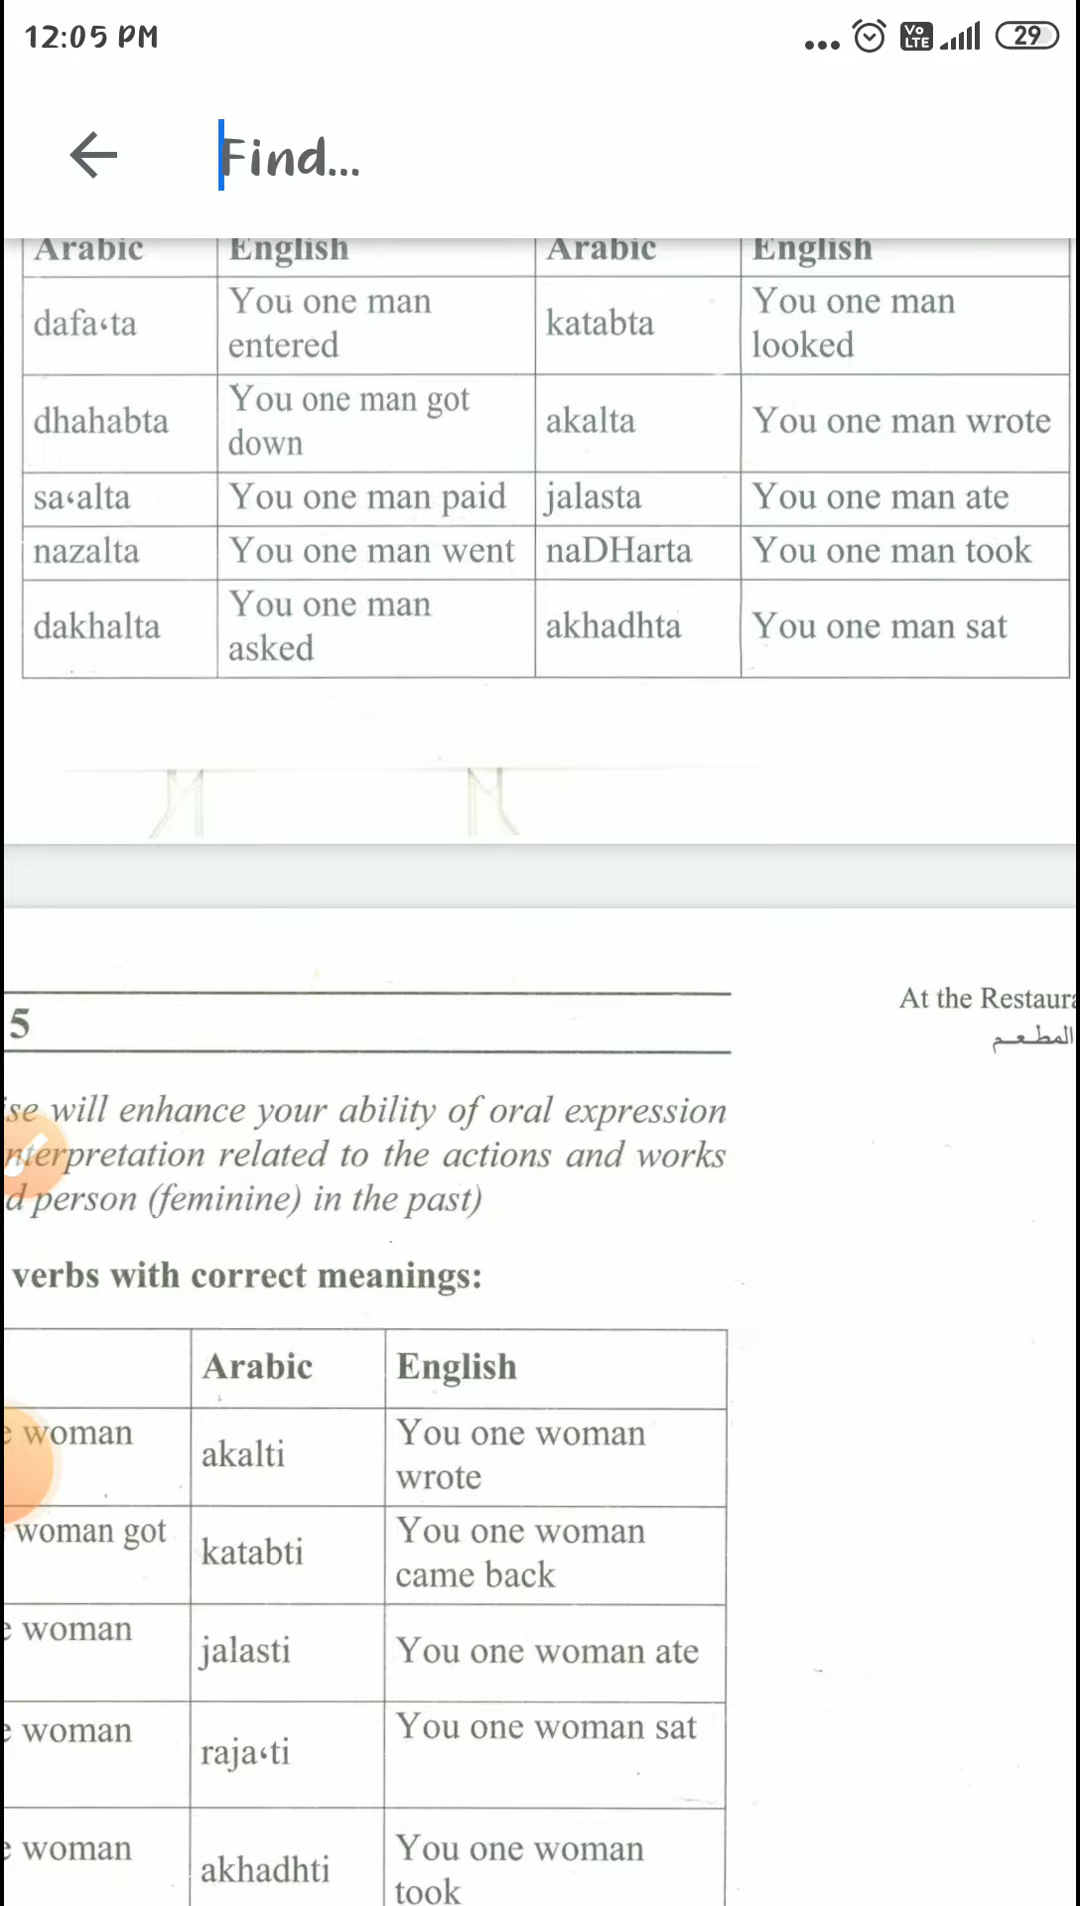 12:05 PM
... Vo LTE 29
Find...
Arabic English Arabic English
dafa‘ta You one man entered katabta You one man looked
dhahabta You one man got down akalta You one man wrote
sa‘alta You one man paid jalasta You one man ate
nazalta You one man went naDHarta You one man took
dakhalta You one man asked akhadhta You one man sat
At the Restaura
5
المطعم
ise will enhance your ability of oral expression
nterpretation related to the actions and works
d person (feminine) in the past)
verbs with correct meanings:
Arabic English
e woman akalti You one woman wrote
woman got katabti You one woman came back
e woman jalasti You one woman ate
e woman raja‘ti You one woman sat
e woman akhadhti You one woman took